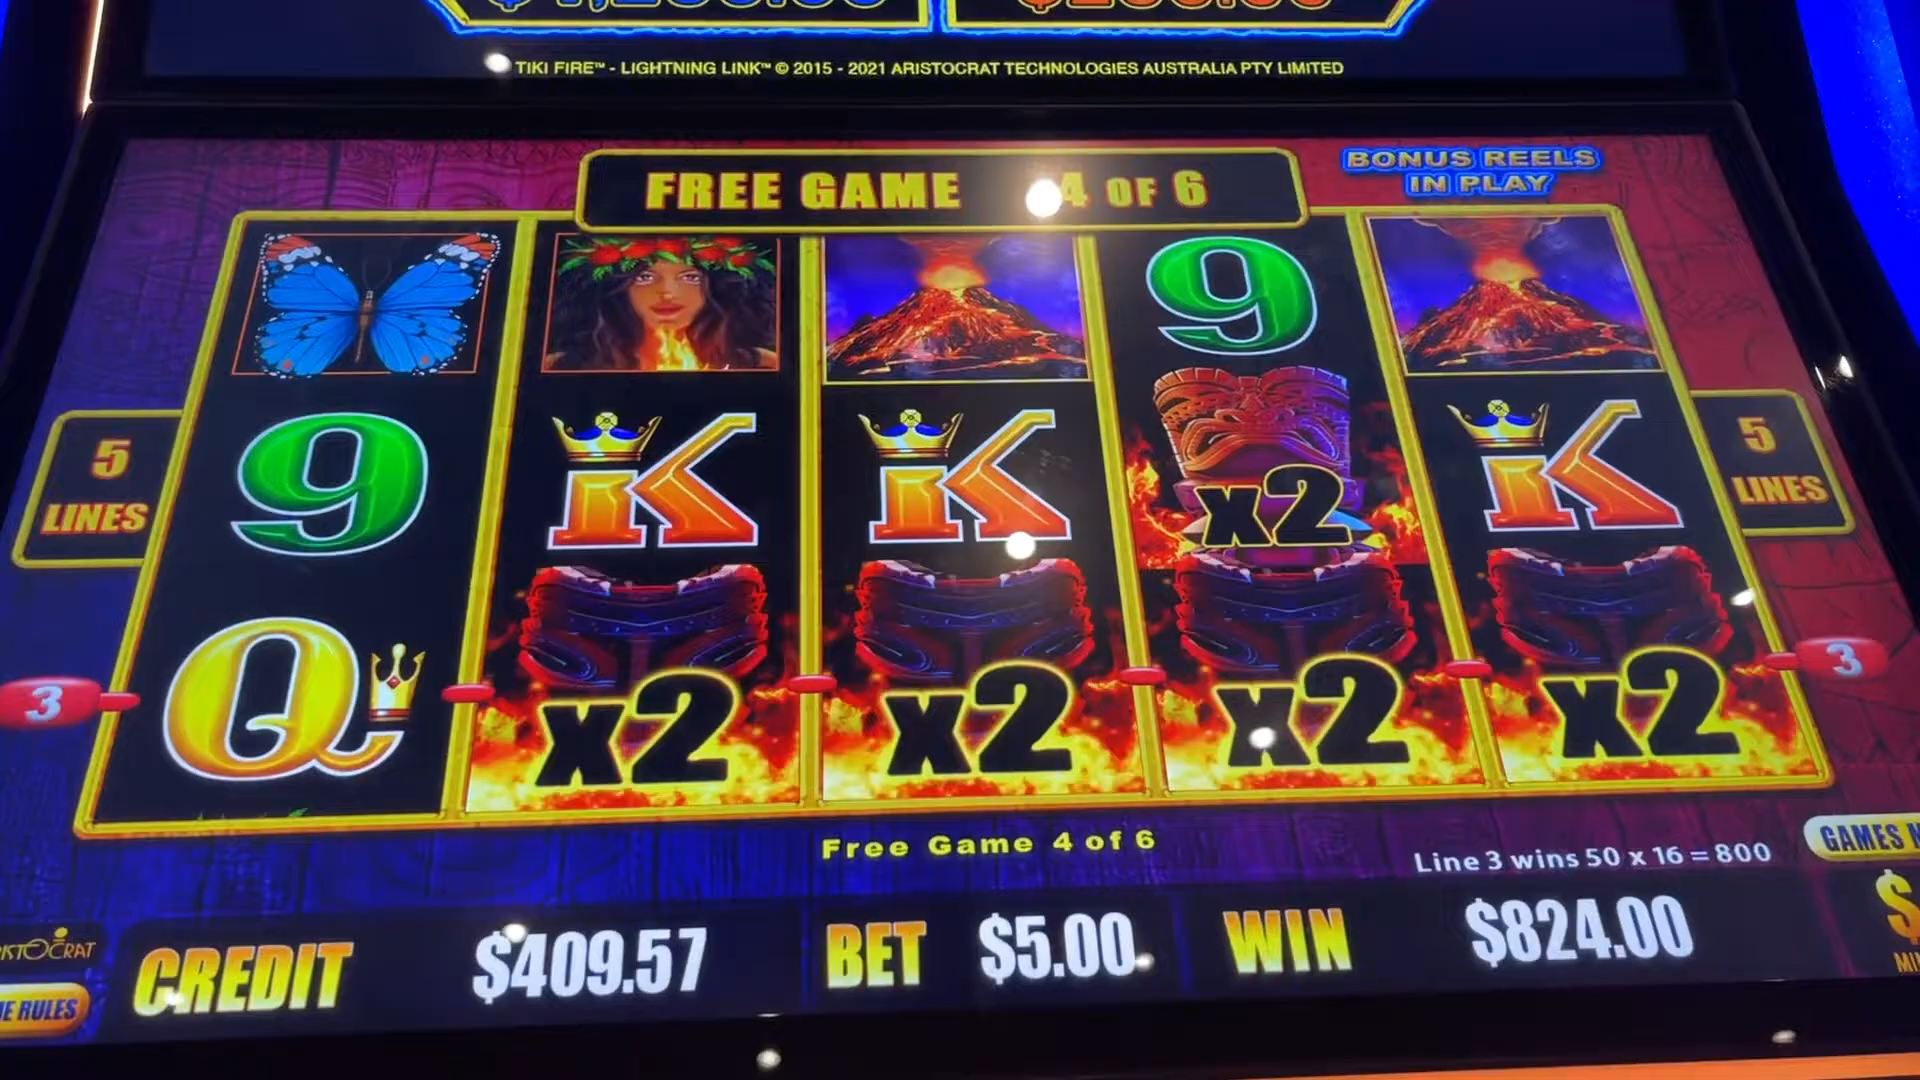 TIKI FIRE™ - LIGHTNING LINK™ © 2015 - 2021 ARISTOCRAT TECHNOLOGIES AUSTRALIA PTY LIMITED
FREE GAME 4 OF 6
BONUS REELS
IN PLAY
9
5
LINES
9
K
K
x2
K
5
LINES
3
Q
x2
x2
x2
x2
3
Free Game 4 of 6
Line 3 wins 50 x 16 = 800
GAMES
CREDIT $409.57 BET $5.00 WIN $824.00
RULES